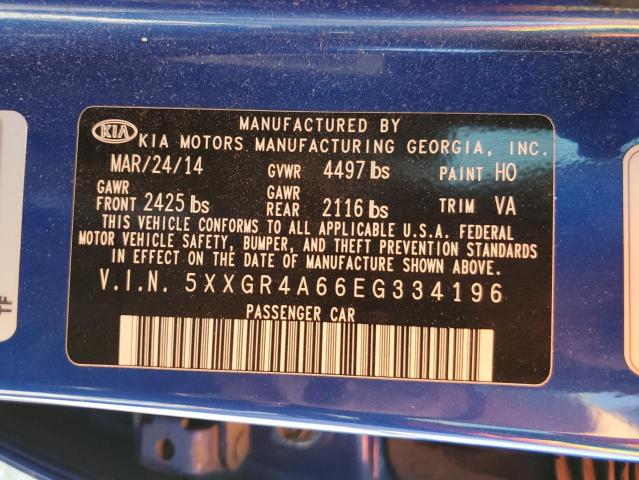 MANUFACTURED BY
KIA KIA MOTORS MANUFACTURING GEORGIA, INC.
MAR/24/14 GVWR 4497 lbs PAINT HO
GAWR FRONT 2425 lbs GAWR REAR 2116 lbs TRIM VA
THIS VEHICLE CONFORMS TO ALL APPLICABLE U.S.A. FEDERAL
MOTOR VEHICLE SAFETY, BUMPER, AND THEFT PREVENTION STANDARDS
IN EFFECT ON THE DATE OF MANUFACTURE SHOWN ABOVE.
V.I.N. 5XXGR4A66EG334196
PASSENGER CAR
TF